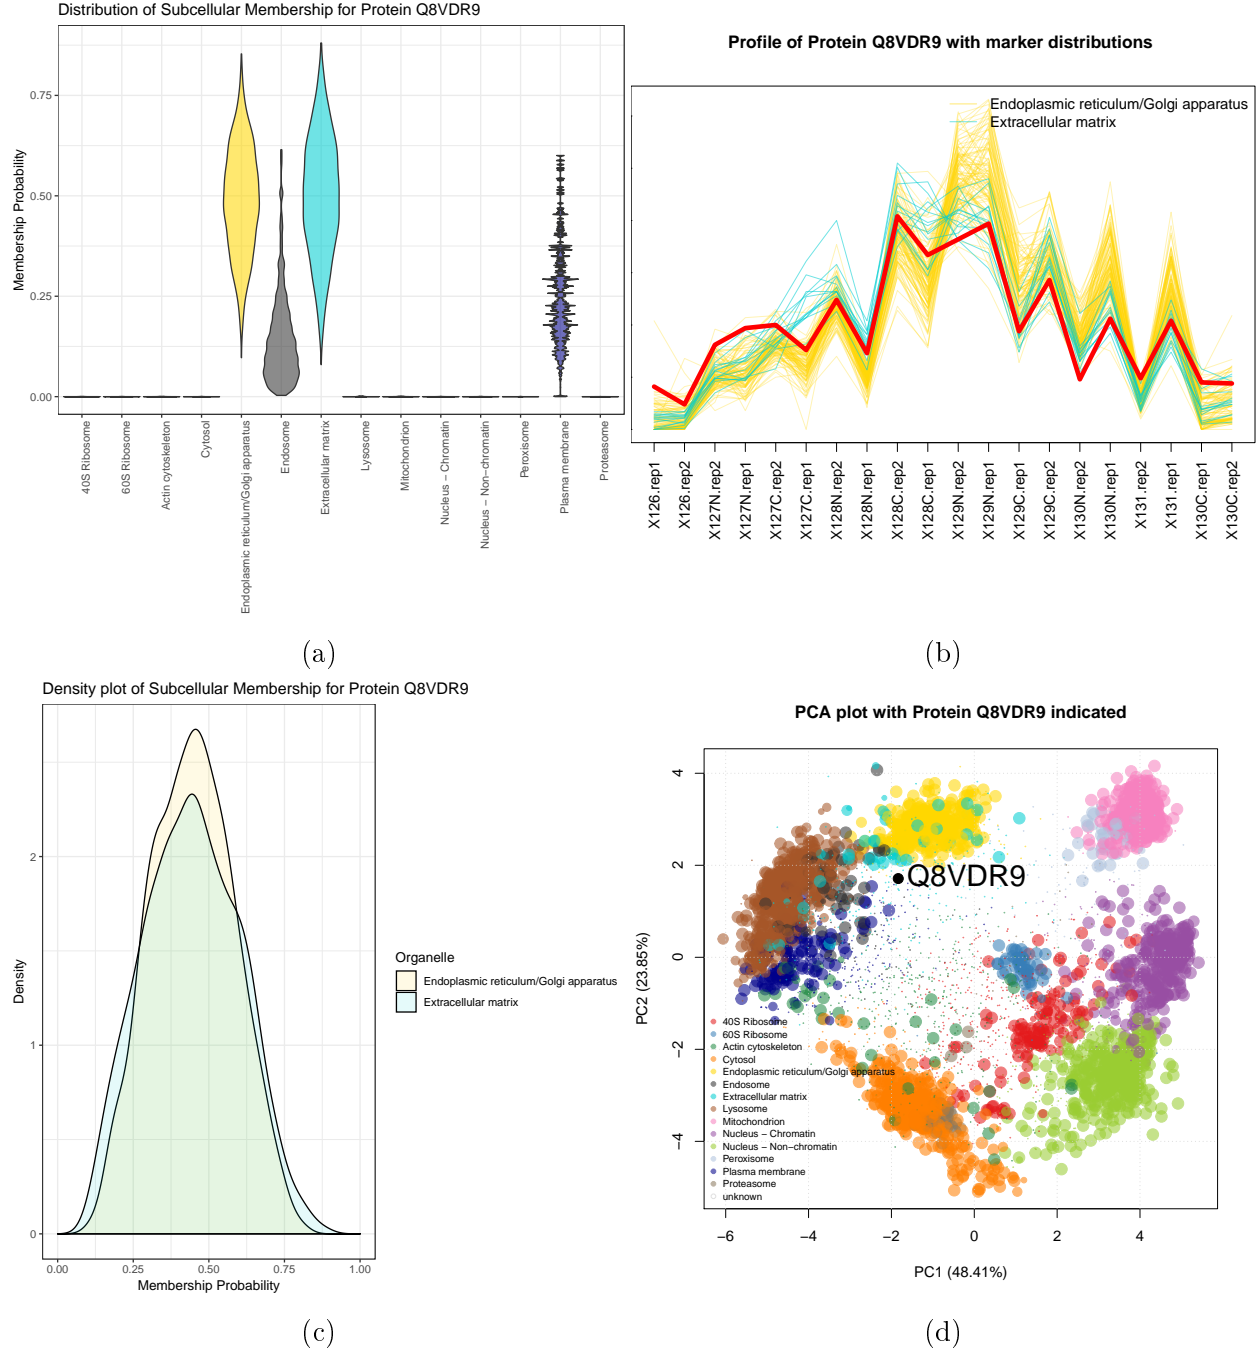 Distribution of Subcellular Membership for Protein Q8VDR9
Membership Probability
0.75
0.50
0.25
0.00
40S Ribosome
60S Ribosome
Actin cytoskeleton
Cytosol
Endoplasmic reticulum/Golgi apparatus
Endosome
Extracellular matrix
Lysosome
Mitochondrion
Nucleus − Chromatin
Nucleus − Non−chromatin
Peroxisome
Plasma membrane
Proteasome
(a)
Profile of Protein Q8VDR9 with marker distributions
Endoplasmic reticulum/Golgi apparatus
Extracellular matrix
X126.rep1
X126.rep2
X127N.rep2
X127N.rep1
X127C.rep2
X127C.rep1
X128N.rep2
X128N.rep1
X128C.rep2
X128C.rep1
X129N.rep2
X129N.rep1
X129C.rep1
X129C.rep2
X130N.rep2
X130N.rep1
X131.rep2
X131.rep1
X130C.rep1
X130C.rep2
(b)
Density plot of Subcellular Membership for Protein Q8VDR9
Density
2
1
0
0.00 0.25 0.50 0.75 1.00
Membership Probability
Organelle
Endoplasmic reticulum/Golgi apparatus
Extracellular matrix
(c)
PCA plot with Protein Q8VDR9 indicated
PC2 (23.85%)
4
2
0
−2
−4
Q8VDR9
40S Ribosome
60S Ribosome
Actin cytoskeleton
Cytosol
Endoplasmic reticulum/Golgi apparatus
Endosome
Extracellular matrix
Lysosome
Mitochondrion
Nucleus − Chromatin
Nucleus − Non−chromatin
Peroxisome
Plasma membrane
Proteasome
unknown
−6 −4 −2 0 2 4
PC1 (48.41%)
(d)